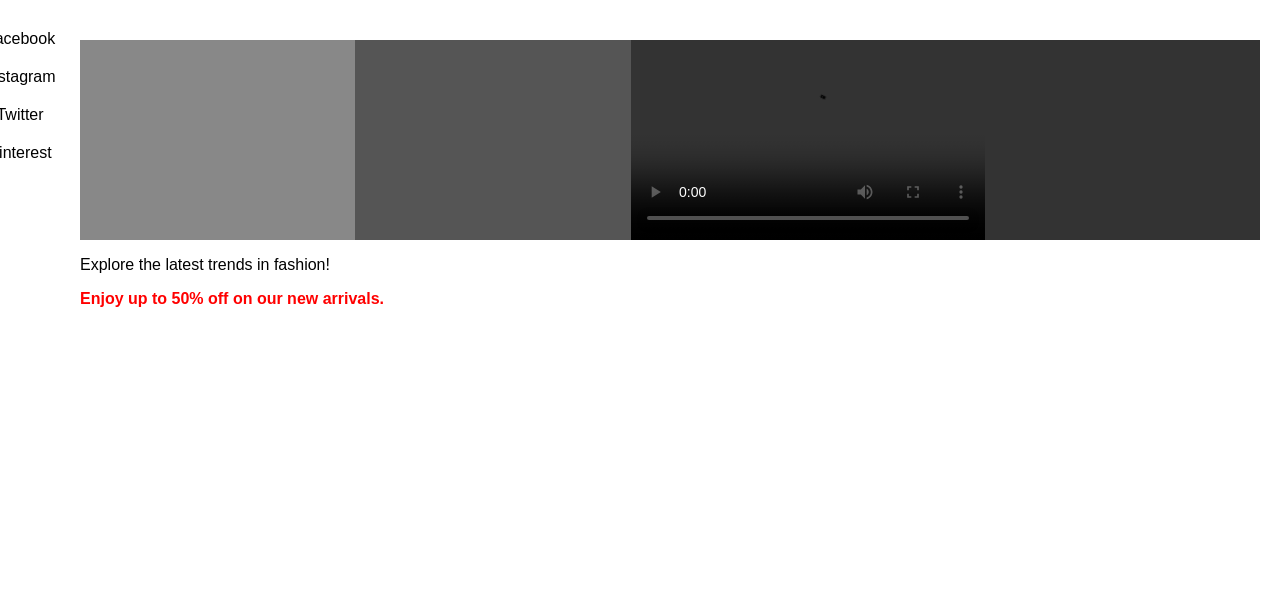 acebook
stagram
Twitter
interest
0:00
Explore the latest trends in fashion!
Enjoy up to 50% off on our new arrivals.